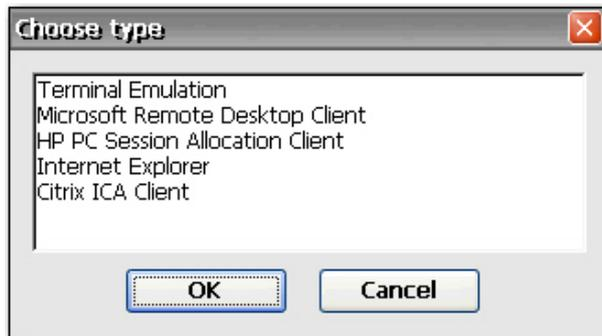 Choose type
Terminal Emulation
Microsoft Remote Desktop Client
HP PC Session Allocation Client
Internet Explorer
Citrix ICA Client
OK Cancel